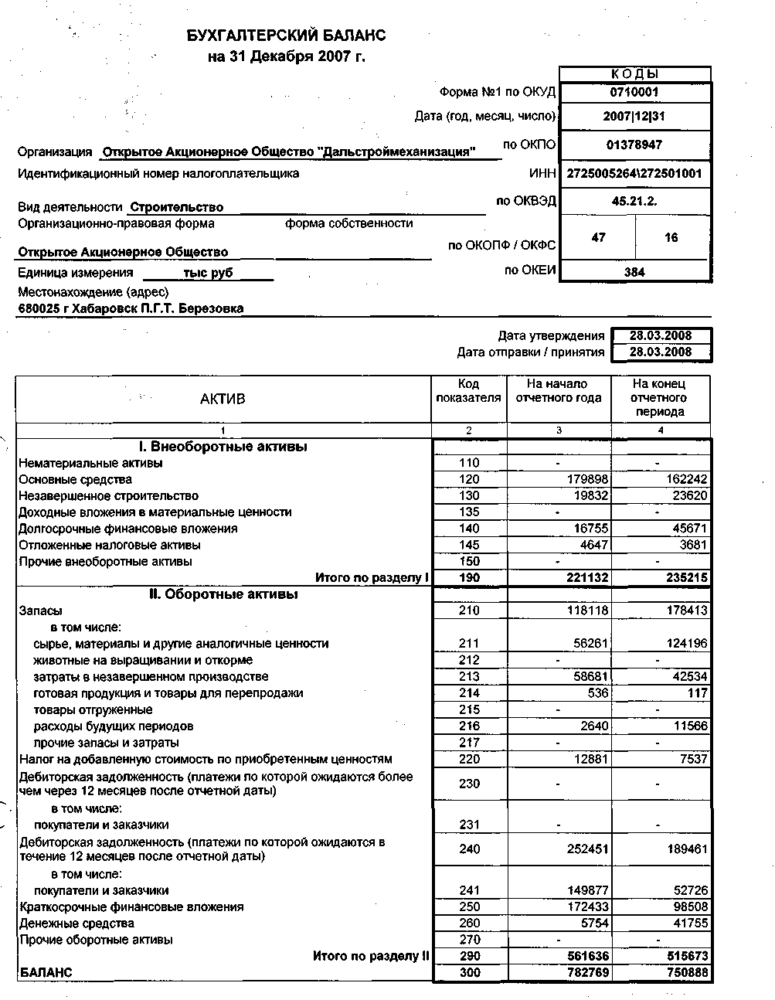 БУХГАЛТЕРСКИЙ БАЛАНС
на 31 Декабря 2007 г.
КОДЫ
Форма №1 по ОКУД 0710001
Дата (год, месяц, число) 2007|12|31
Организация Открытое Акционерное Общество "Дальстроймеханизация" по ОКПО 01378947
Идентификационный номер налогоплательщика ИНН 2725005264\272501001
Вид деятельности Строительство по ОКВЭД 45.21.2.
Организационно-правовая форма форма собственности
Открытое Акционерное Общество по ОКОПФ / ОКФС 47 16
Единица измерения тыс руб по ОКЕИ 384
Местонахождение (адрес)
680025 г Хабаровск П.Г.Т. Березовка
Дата утверждения 28.03.2008
Дата отправки / принятия 28.03.2008
АКТИВ Код показателя На начало отчетного года На конец отчетного периода
1 2 3 4
I. Внеоборотные активы
Нематериальные активы 110 - -
Основные средства 120 179898 162242
Незавершенное строительство 130 19832 23620
Доходные вложения в материальные ценности 135 - -
Долгосрочные финансовые вложения 140 16755 45671
Отложенные налоговые активы 145 4647 3681
Прочие внеоборотные активы 150 - -
Итого по разделу I 190 221132 235215
II. Оборотные активы
Запасы 210 118118 178413
в том числе:
сырье, материалы и другие аналогичные ценности 211 56261 124196
животные на выращивании и откорме 212 - -
затраты в незавершенном производстве 213 58681 42534
готовая продукция и товары для перепродажи 214 536 117
товары отгруженные 215 - -
расходы будущих периодов 216 2640 11566
прочие запасы и затраты 217 - -
Налог на добавленную стоимость по приобретенным ценностям 220 12881 7537
Дебиторская задолженность (платежи по которой ожидаются более
чем через 12 месяцев после отчетной даты) 230 - -
в том числе:
покупатели и заказчики 231 - -
Дебиторская задолженность (платежи по которой ожидаются в
течение 12 месяцев после отчетной даты) 240 252451 189461
в том числе:
покупатели и заказчики 241 149877 52726
Краткосрочные финансовые вложения 250 172433 98508
Денежные средства 260 5754 41755
Прочие оборотные активы 270 - -
Итого по разделу II 290 561636 515673
БАЛАНС 300 782769 750888